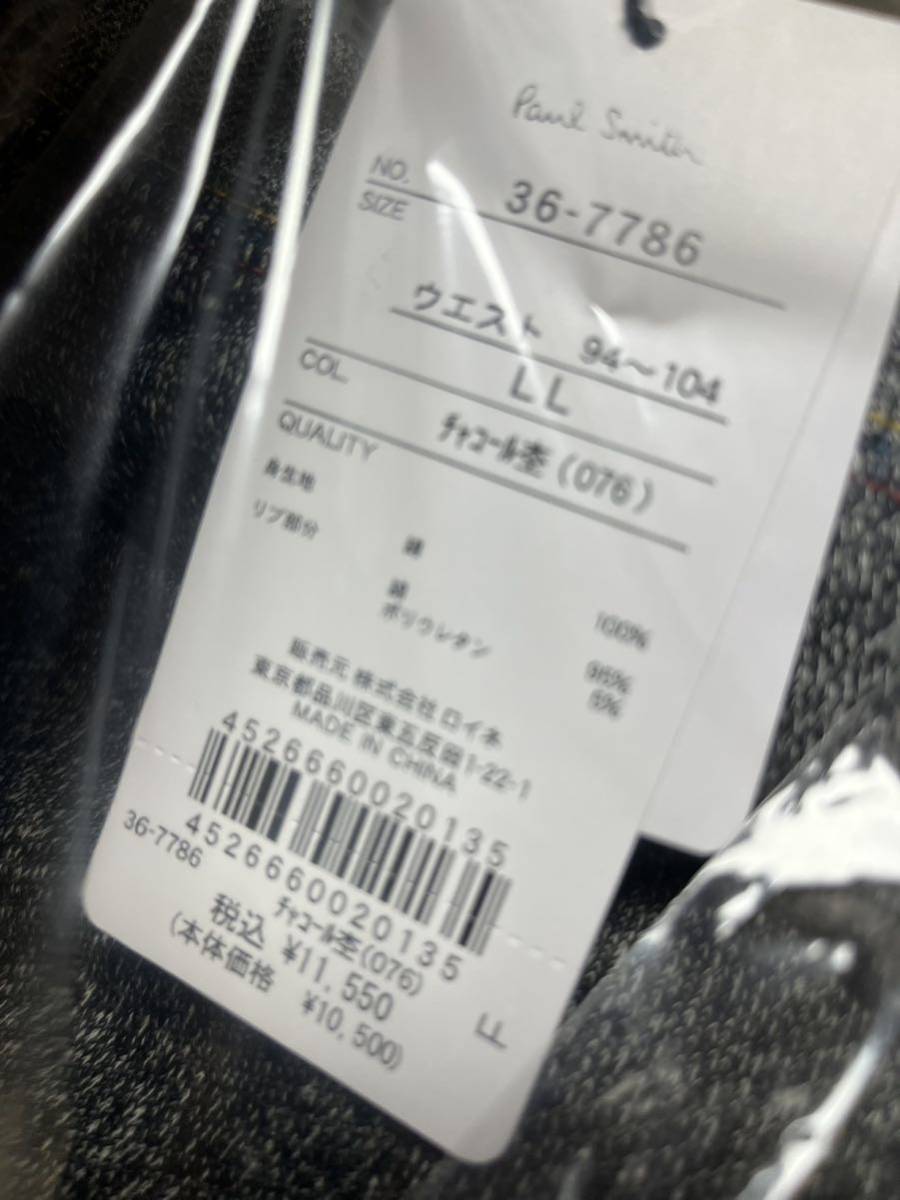 Paul Smith
NO. 36-7786
SIZE
ウエスト 94～104
LL
COL. ﾁｬｺｰﾙ杢(076)
QUALITY
身生地 綿 100%
リブ部分 綿 95%
ポリウレタン 5%
販売元 株式会社 ロイネ
東京都品川区東五反田1-22-1
MADE IN CHINA
4526660020135
4526660020135
36-7786 ﾁｬｺｰﾙ杢(076) LL
税込 ¥11,550
(本体価格 ¥10,500)